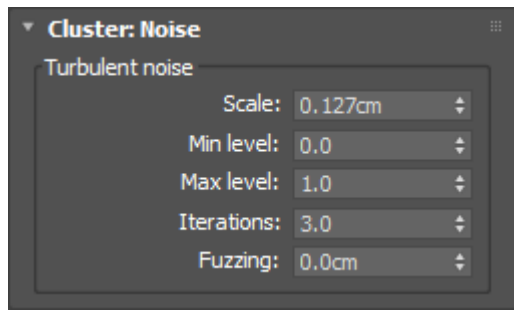 Cluster: Noise
Turbulent noise
Scale: 0.127cm
Min level: 0.0
Max level: 1.0
Iterations: 3.0
Fuzzing: 0.0cm